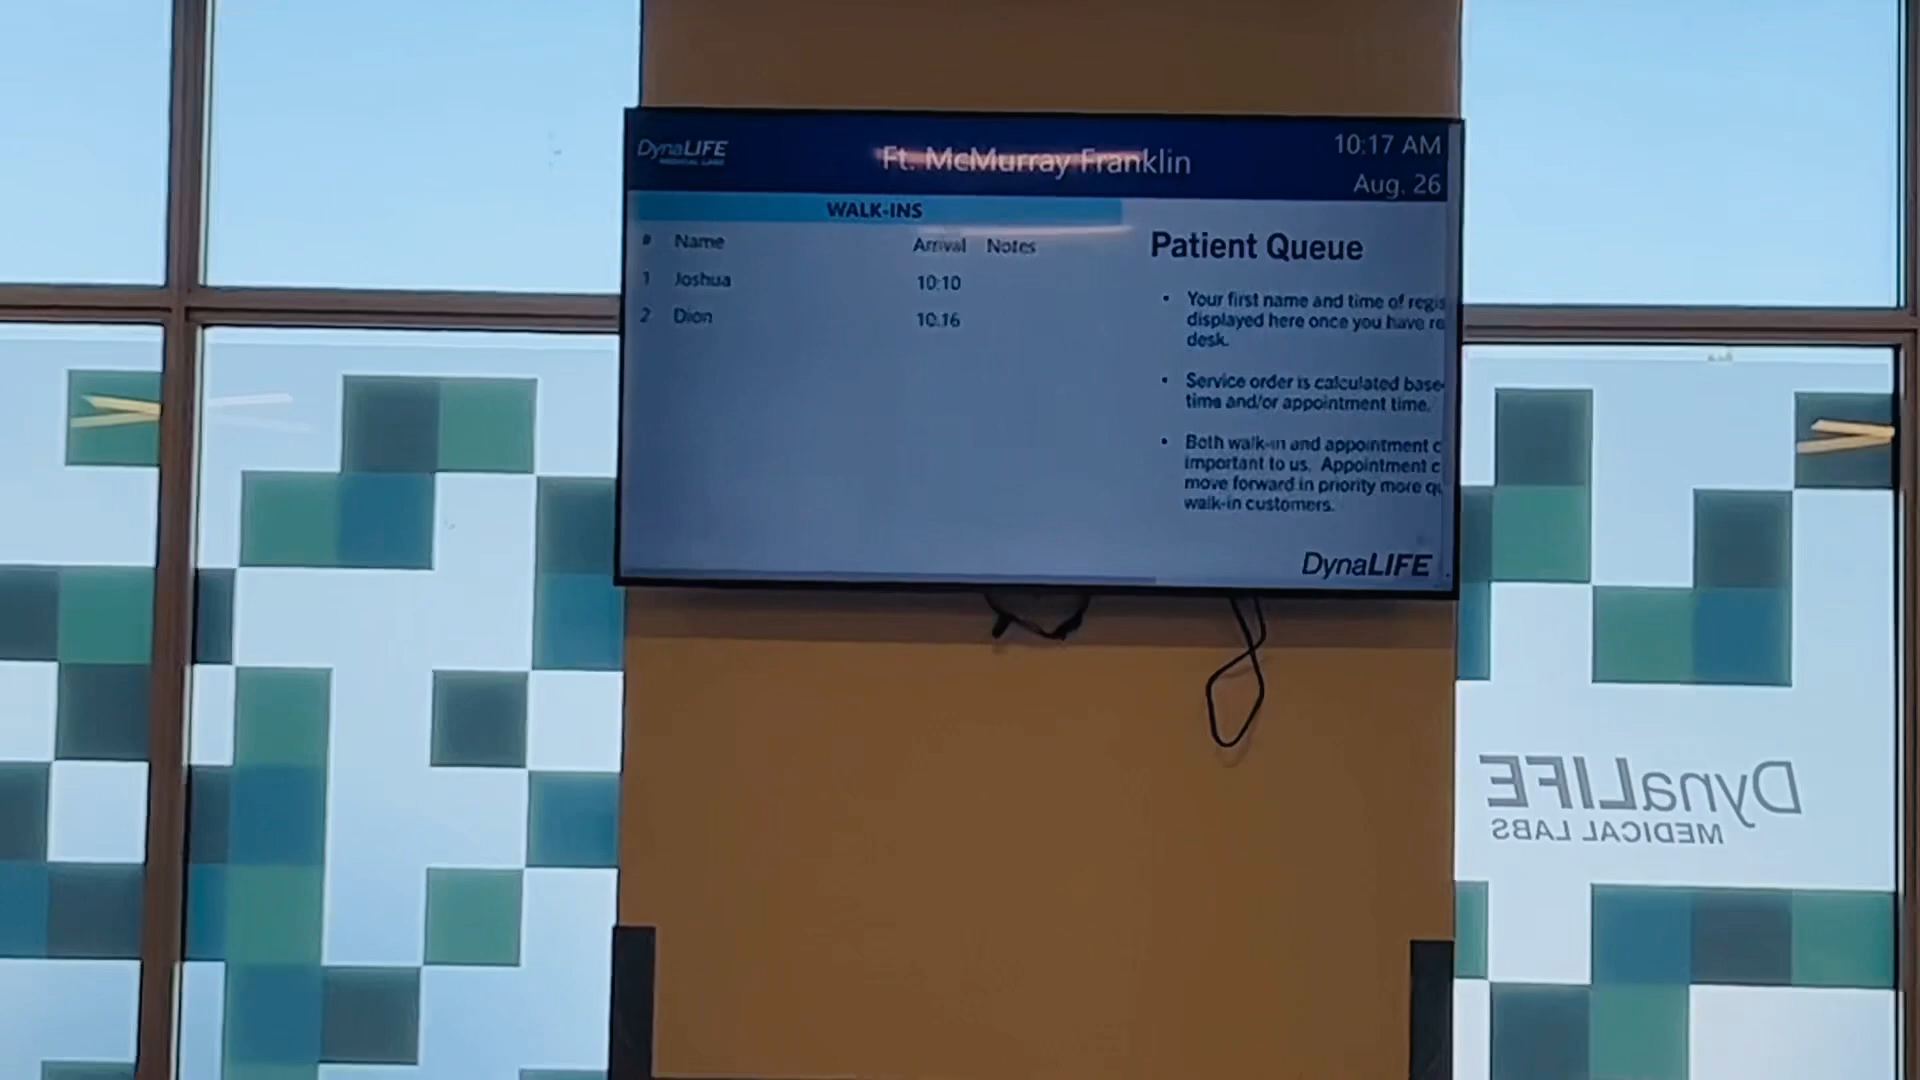 DynaLIFE
MEDICAL LABS
Ft. McMurray Franklin
10:17 AM
Aug. 26
WALK-INS
# Name Arrival Notes
1 Joshua 10:10
2 Dion 10:16
Patient Queue
• Your first name and time of regis
displayed here once you have re
desk.
• Service order is calculated base
time and/or appointment time.
• Both walk-in and appointment c
important to us. Appointment c
move forward in priority more qu
walk-in customers.
DynaLIFE
DynaLIFE
MEDICAL LABS